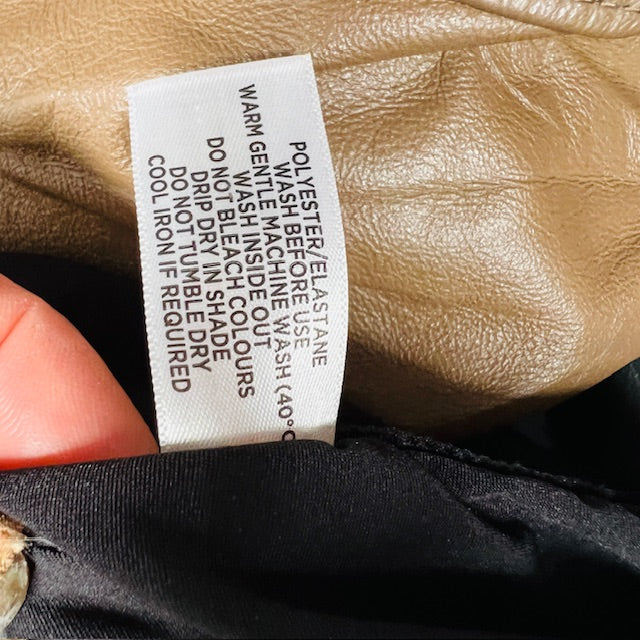 POLYESTER/ELASTANE
WASH BEFORE USE
WARM GENTLE MACHINE WASH (40°C
WASH INSIDE OUT
DO NOT BLEACH COLOURS
DRIP DRY IN SHADE
DO NOT TUMBLE DRY
COOL IRON IF REQUIRED